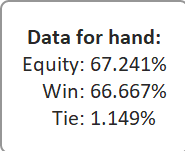 Data for hand:
Equity: 67.241%
Win: 66.667%
Tie: 1.149%